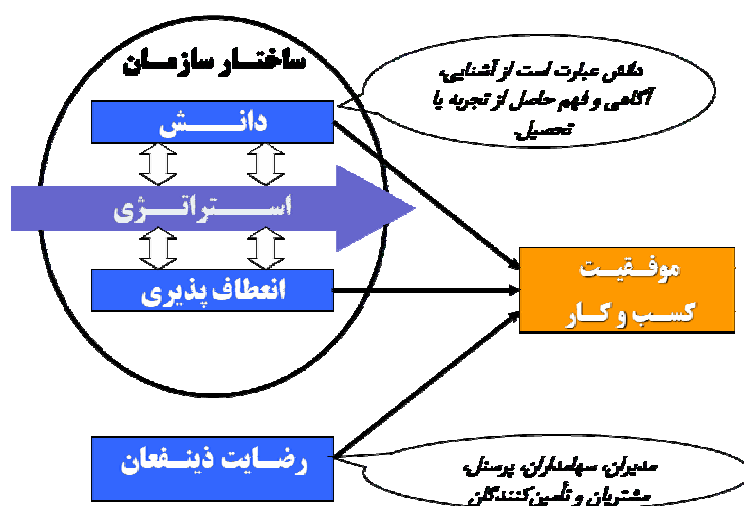 ساختار سازمان
دانش عبارت است از آشنایی،
آگاهی و فهم حاصل از تجربه یا
تحصیل.
دانش
استراتژی
انعطاف پذیری
موفقیت
کسب و کار
رضایت ذینفعان
مدیران، سهامداران، پرسنل،
مشتریان و تأمین‌کنندگان